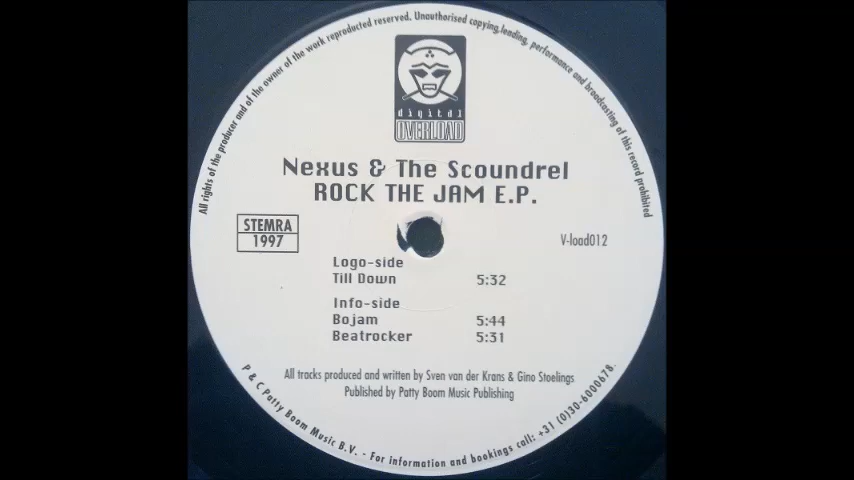 All rights of the producer and of the owner of the work reproduced reserved. Unauthorised copying, lending, performance and broadcasting of this record prohibited
digital
OVERLOAD
Nexus & The Scoundrel
ROCK THE JAM E.P.
STEMRA
1997
V-load012
Logo-side
Till Down 5:32
Info-side
Bojam 5:44
Beatrocker 5:31
All tracks produced and written by Sven van der Krans & Gino Stoelings
Published by Patty Boom Music Publishing
P & C Patty Boom Music B.V. - For information and bookings call: +31 (0)30-6000678.